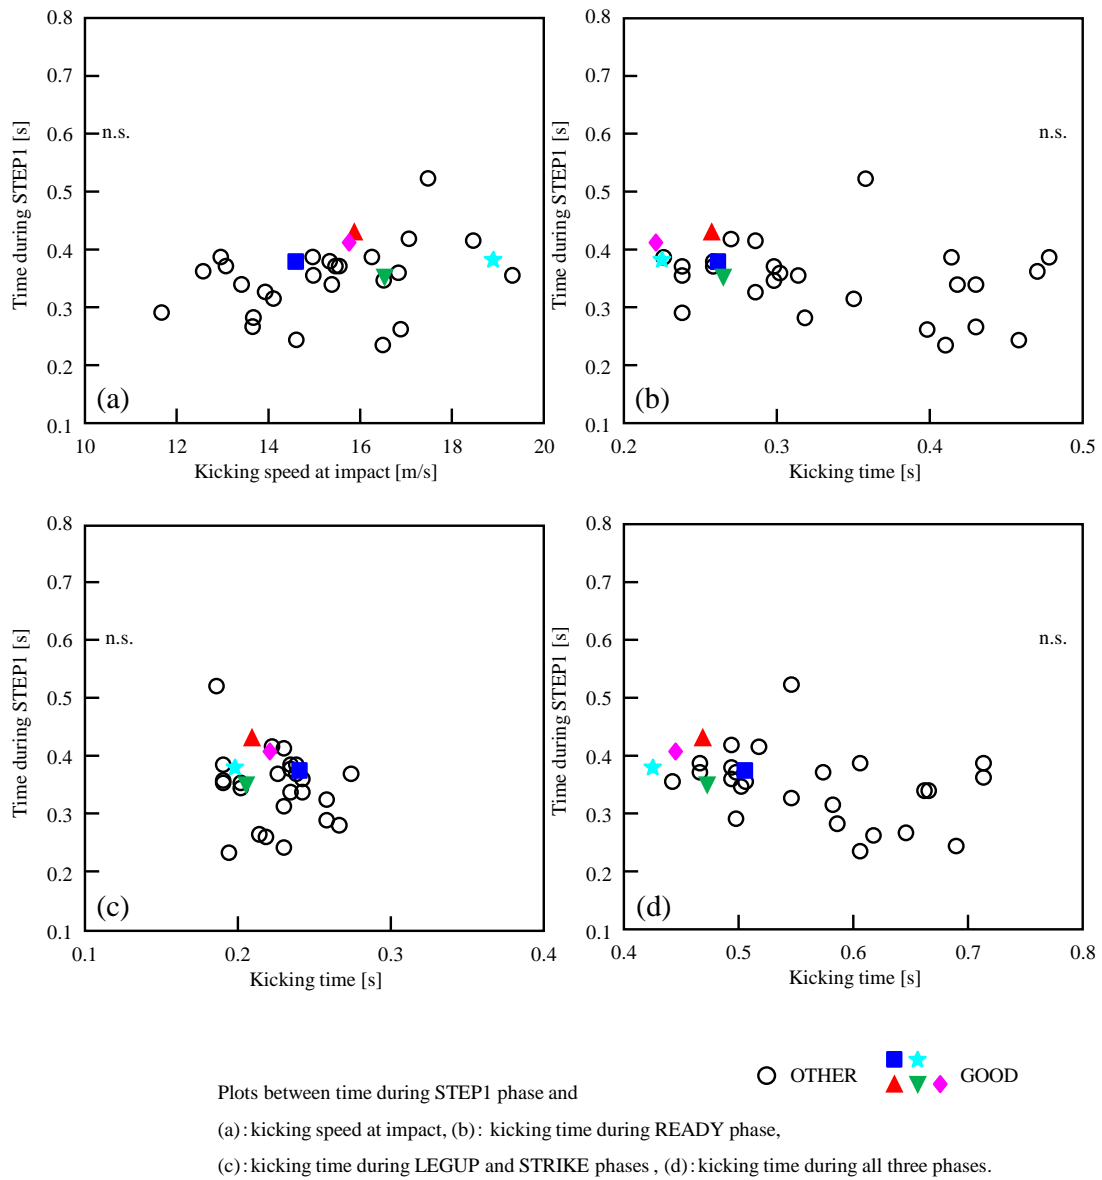 0.8
0.7
0.6
0.5
0.4
0.3
0.2
0.1
Time during STEP1 [s]
n.s.
(a)
10 12 14 16 18 20
Kicking speed at impact [m/s]
0.8
0.7
0.6
0.5
0.4
0.3
0.2
0.1
Time during STEP1 [s]
n.s.
(b)
0.2 0.3 0.4 0.5
Kicking time [s]
0.8
0.7
0.6
0.5
0.4
0.3
0.2
0.1
Time during STEP1 [s]
n.s.
(c)
0.1 0.2 0.3 0.4
Kicking time [s]
0.8
0.7
0.6
0.5
0.4
0.3
0.2
0.1
Time during STEP1 [s]
n.s.
(d)
0.4 0.5 0.6 0.7 0.8
Kicking time [s]
OTHER GOOD
Plots between time during STEP1 phase and
(a): kicking speed at impact, (b): kicking time during READY phase,
(c): kicking time during LEGUP and STRIKE phases , (d): kicking time during all three phases.